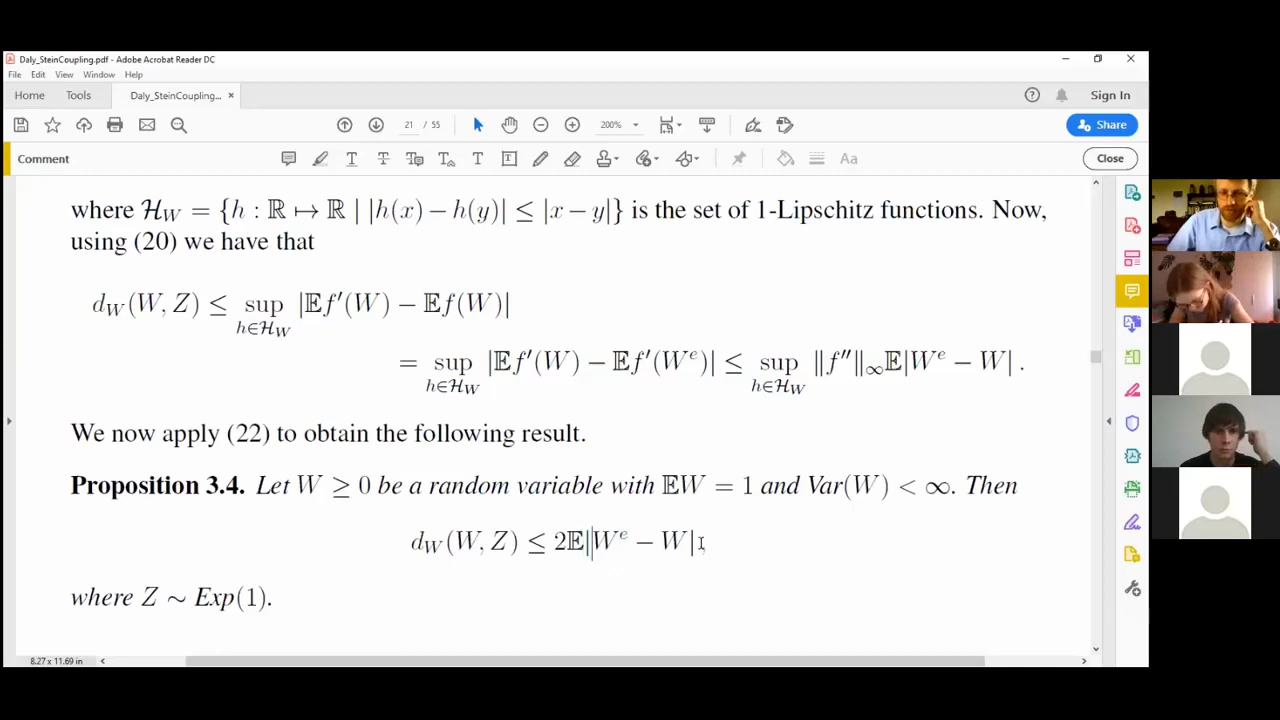 Daly_SteinCoupling.pdf - Adobe Acrobat Reader DC
File Edit View Window Help
Home Tools Daly_SteinCoupling... × Sign In
21 / 55 200% Share
Comment Aa Close
where ℋ_W = {h : ℝ ↦ ℝ | |h(x) − h(y)| ≤ |x − y|} is the set of 1-Lipschitz functions. Now,
using (20) we have that
d_W(W, Z) ≤ sup_{h∈ℋ_W} |𝔼f′(W) − 𝔼f(W)|
= sup_{h∈ℋ_W} |𝔼f′(W) − 𝔼f′(W^e)| ≤ sup_{h∈ℋ_W} ‖f″‖_∞ 𝔼|W^e − W| .
We now apply (22) to obtain the following result.
Proposition 3.4. Let W ≥ 0 be a random variable with 𝔼W = 1 and Var(W) < ∞. Then
d_W(W, Z) ≤ 2𝔼|W^e − W|
where Z ∼ Exp(1).
8.27 x 11.69 in